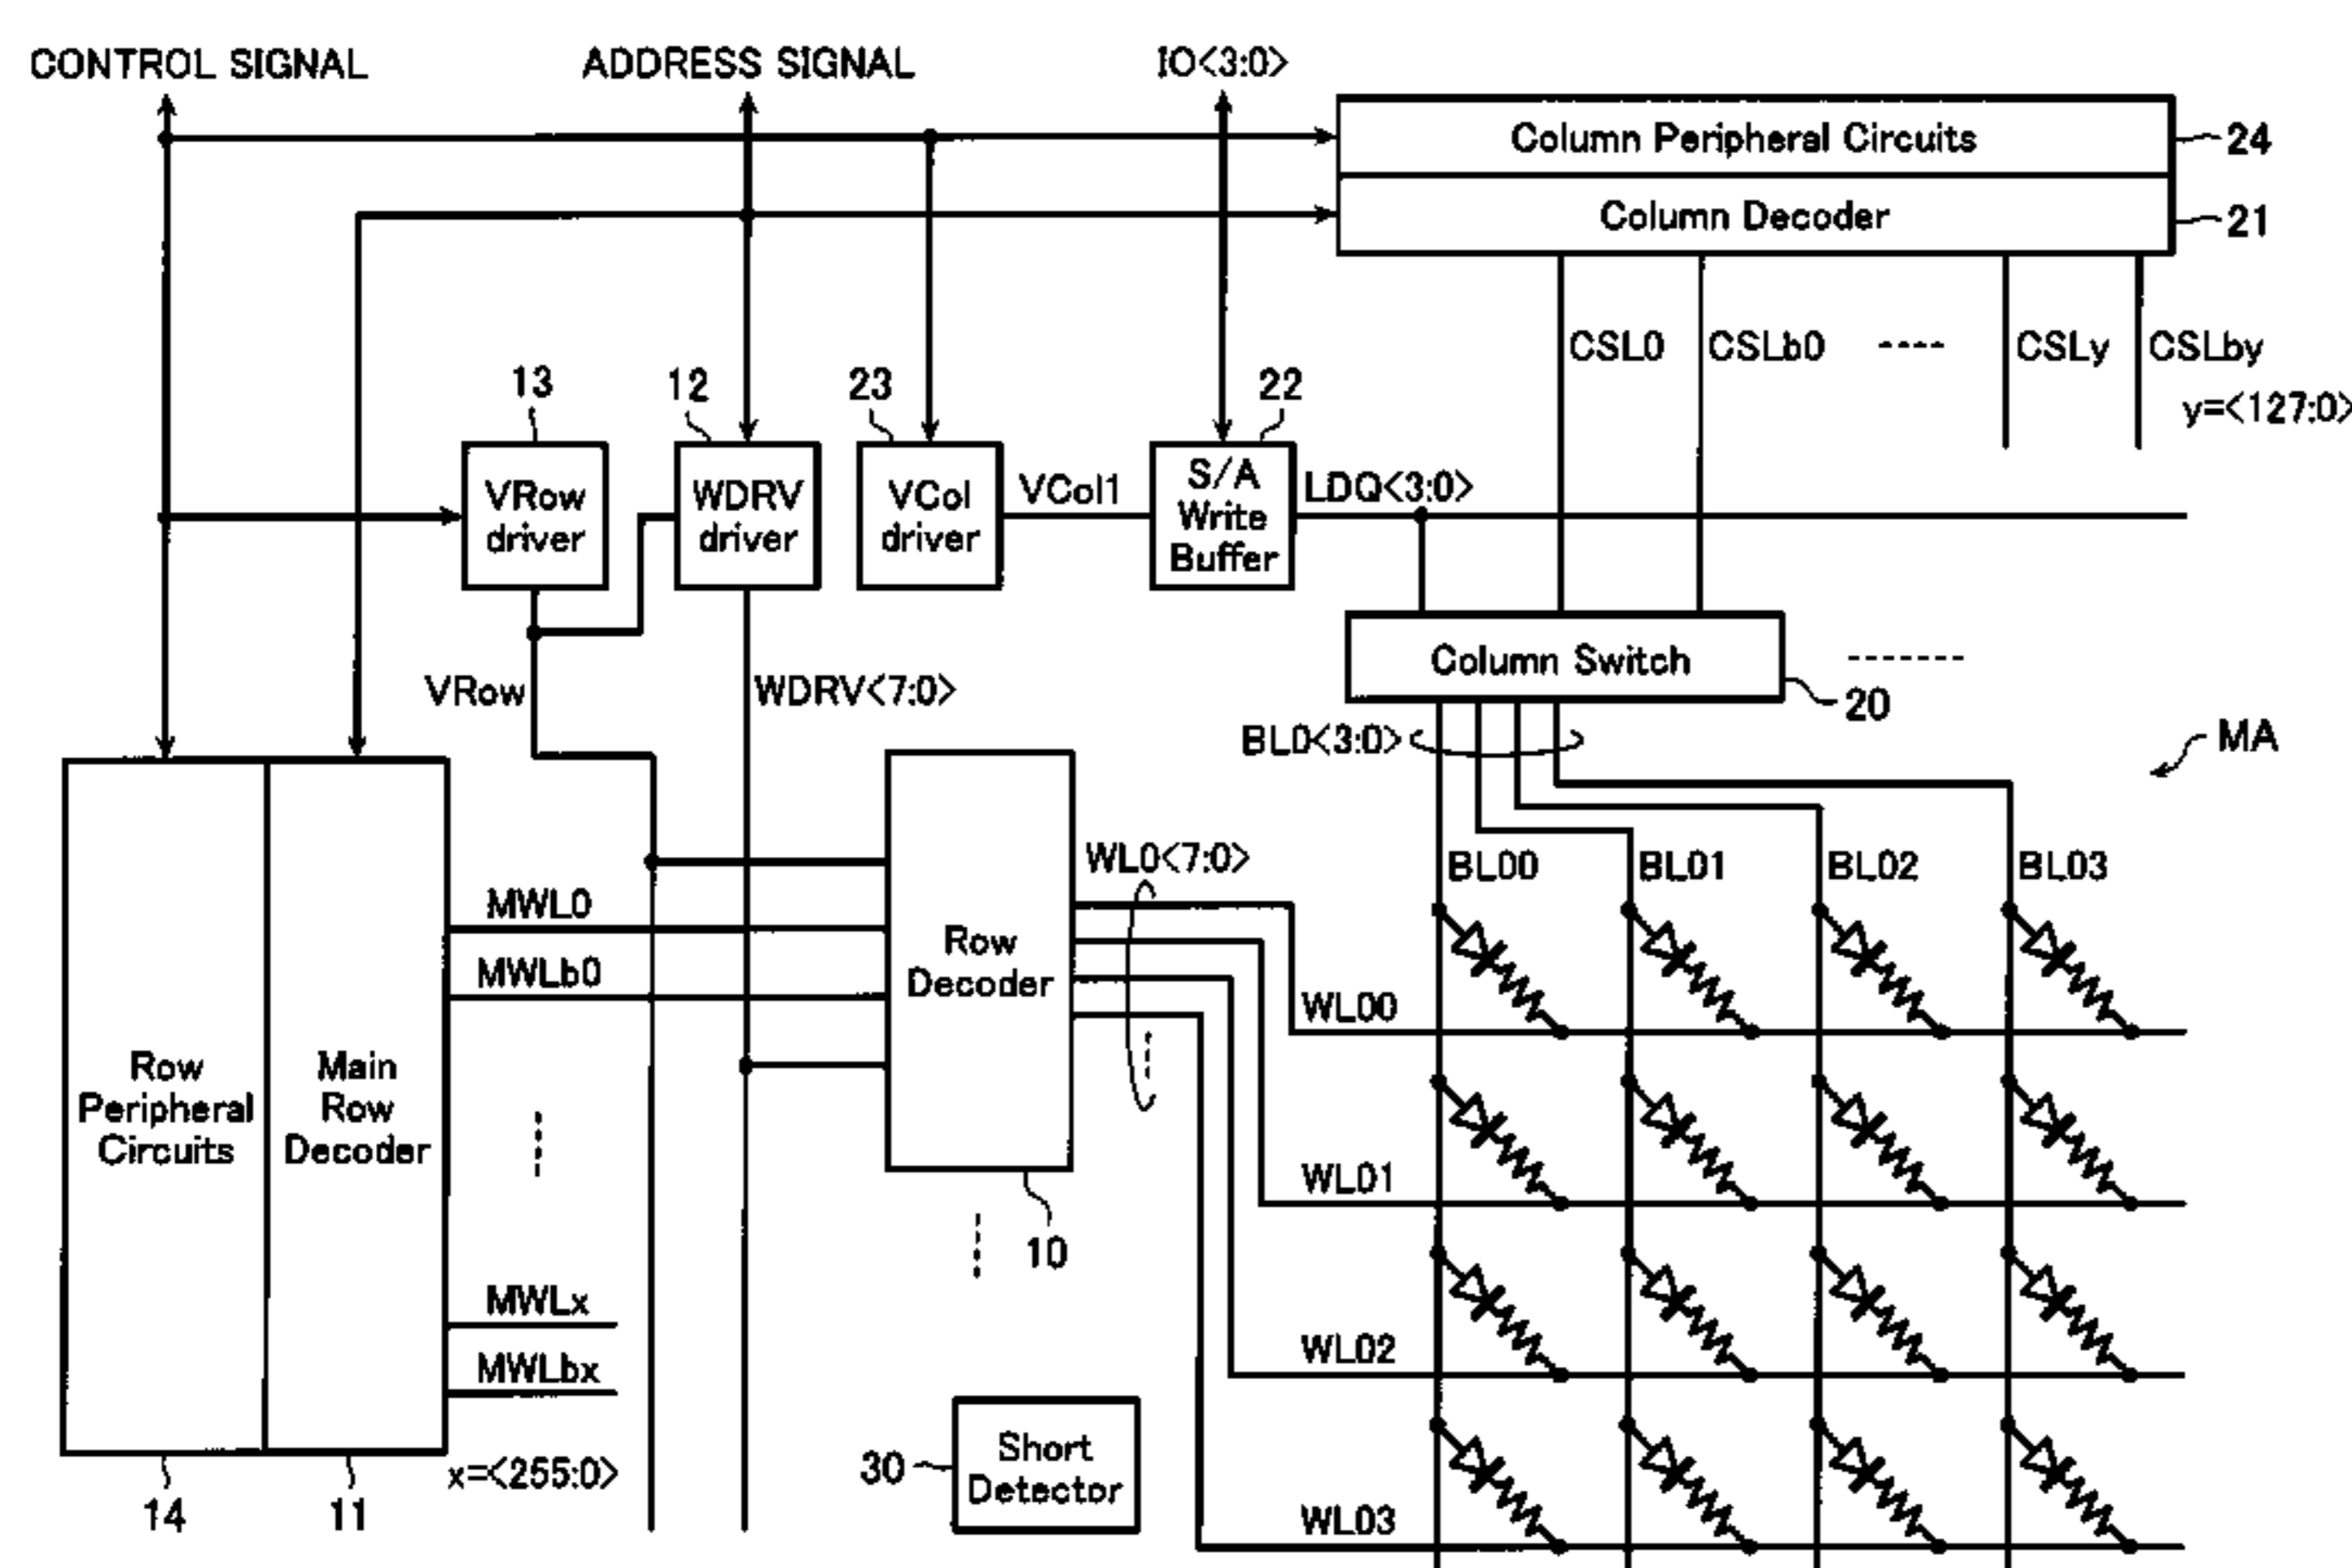 CONTROL SIGNAL
ADDRESS SIGNAL
IO<3:0>
Column Peripheral Circuits
24
Column Decoder
21
CSL0
CSLb0
CSLy
CSLby
y=<127:0>
13
12
23
22
VRow
driver
WDRV
driver
VCol
driver
VCol1
S/A
Write
Buffer
LDQ<3:0>
Column Switch
20
VRow
WDRV<7:0>
BL0<3:0>
MA
WL0<7:0>
BL00
BL01
BL02
BL03
MWL0
MWLb0
Row
Decoder
WL00
Row
Peripheral
Circuits
Main
Row
Decoder
WL01
10
MWLx
MWLbx
WL02
x=<255:0>
14
11
30
Short
Detector
WL03